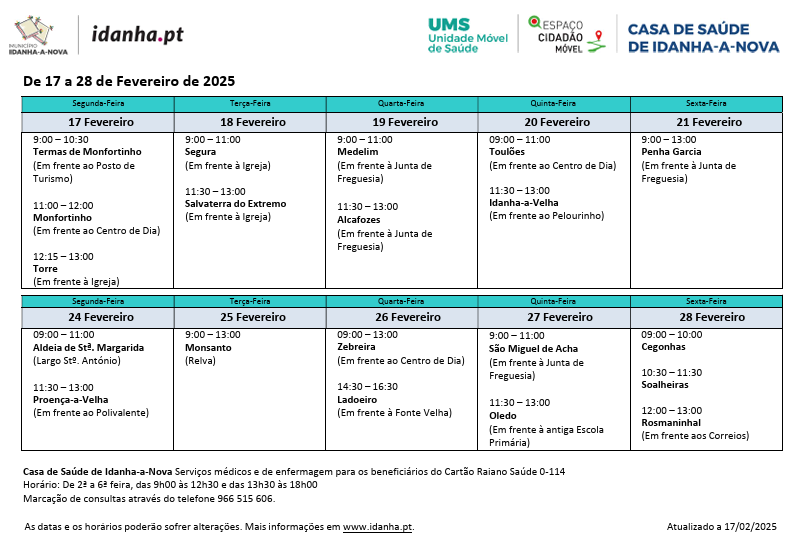 MUNICÍPIO
IDANHA-A-NOVA
idanha.pt
UMS
Unidade Móvel
de Saúde
ESPAÇO
CIDADÃO
MÓVEL
CASA DE SAÚDE
DE IDANHA-A-NOVA
De 17 a 28 de Fevereiro de 2025
Segunda-Feira
Terça-Feira
Quarta-Feira
Quinta-Feira
Sexta-Feira
17 Fevereiro
18 Fevereiro
19 Fevereiro
20 Fevereiro
21 Fevereiro
9:00 – 10:30
Termas de Monfortinho
(Em frente ao Posto de
Turismo)
11:00 – 12:00
Monfortinho
(Em frente ao Centro de Dia)
12:15 – 13:00
Torre
(Em frente à Igreja)
9:00 – 11:00
Segura
(Em frente à Igreja)
11:30 – 13:00
Salvaterra do Extremo
(Em frente à Igreja)
9:00 – 11:00
Medelim
(Em frente à Junta de
Freguesia)
11:30 – 13:00
Alcafozes
(Em frente à Junta de
Freguesia)
09:00 – 11:00
Toulões
(Em frente ao Centro de Dia)
11:30 – 13:00
Idanha-a-Velha
(Em frente ao Pelourinho)
9:00 – 13:00
Penha Garcia
(Em frente à Junta de
Freguesia)
Segunda-Feira
Terça-Feira
Quarta-Feira
Quinta-Feira
Sexta-Feira
24 Fevereiro
25 Fevereiro
26 Fevereiro
27 Fevereiro
28 Fevereiro
09:00 – 11:00
Aldeia de Stª. Margarida
(Largo Stº. António)
11:30 – 13:00
Proença-a-Velha
(Em frente ao Polivalente)
9:00 – 13:00
Monsanto
(Relva)
09:00 – 13:00
Zebreira
(Em frente ao Centro de Dia)
14:30 – 16:30
Ladoeiro
(Em frente à Fonte Velha)
9:00 – 11:00
São Miguel de Acha
(Em frente à Junta de
Freguesia)
11:30 – 13:00
Oledo
(Em frente à antiga Escola
Primária)
09:00 – 10:00
Cegonhas
10:30 – 11:30
Soalheiras
12:00 – 13:00
Rosmaninhal
(Em frente aos Correios)
Casa de Saúde de Idanha-a-Nova Serviços médicos e de enfermagem para os beneficiários do Cartão Raiano Saúde 0-114
Horário: De 2ª a 6ª feira, das 9h00 às 12h30 e das 13h30 às 18h00
Marcação de consultas através do telefone 966 515 606.
As datas e os horários poderão sofrer alterações. Mais informações em www.idanha.pt.
Atualizado a 17/02/2025